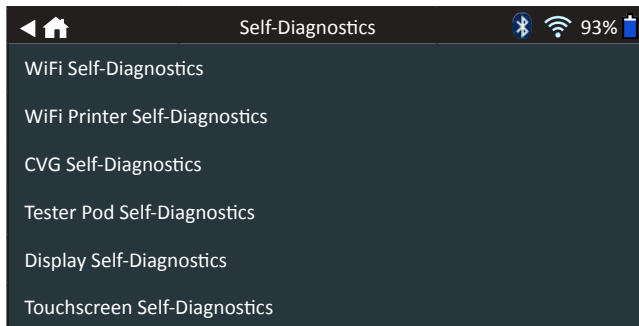 Self-Diagnostics 93%
WiFi Self-Diagnostics
WiFi Printer Self-Diagnostics
CVG Self-Diagnostics
Tester Pod Self-Diagnostics
Display Self-Diagnostics
Touchscreen Self-Diagnostics